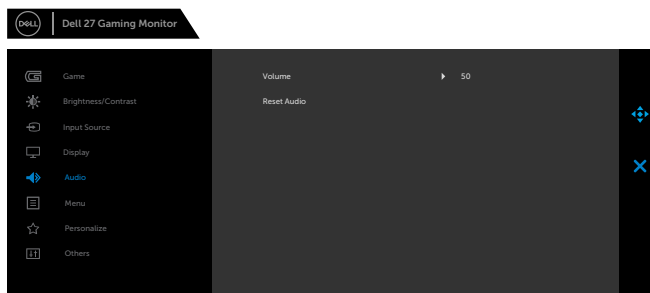 DELL
Dell 27 Gaming Monitor
Game
Brightness/Contrast
Input Source
Display
Audio
Menu
Personalize
Others
Volume 50
Reset Audio